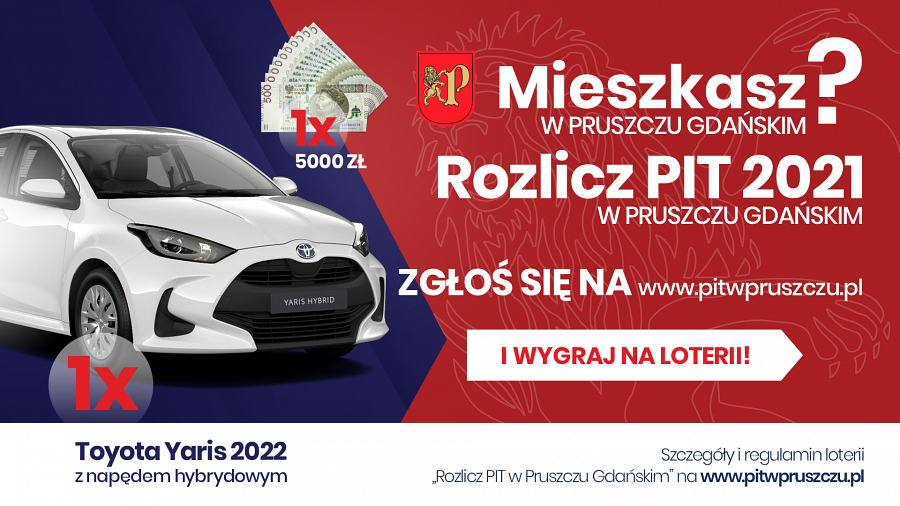 500
1x
5000 ZŁ
P
Mieszkasz?
W PRUSZCZU GDAŃSKIM
Rozlicz PIT 2021
W PRUSZCZU GDAŃSKIM
ZGŁOŚ SIĘ NA www.pitwpruszczu.pl
I WYGRAJ NA LOTERII!
YARIS HYBRID
1x
Toyota Yaris 2022
z napędem hybrydowym
Szczegóły i regulamin loterii
„Rozlicz PIT w Pruszczu Gdańskim” na www.pitwpruszczu.pl